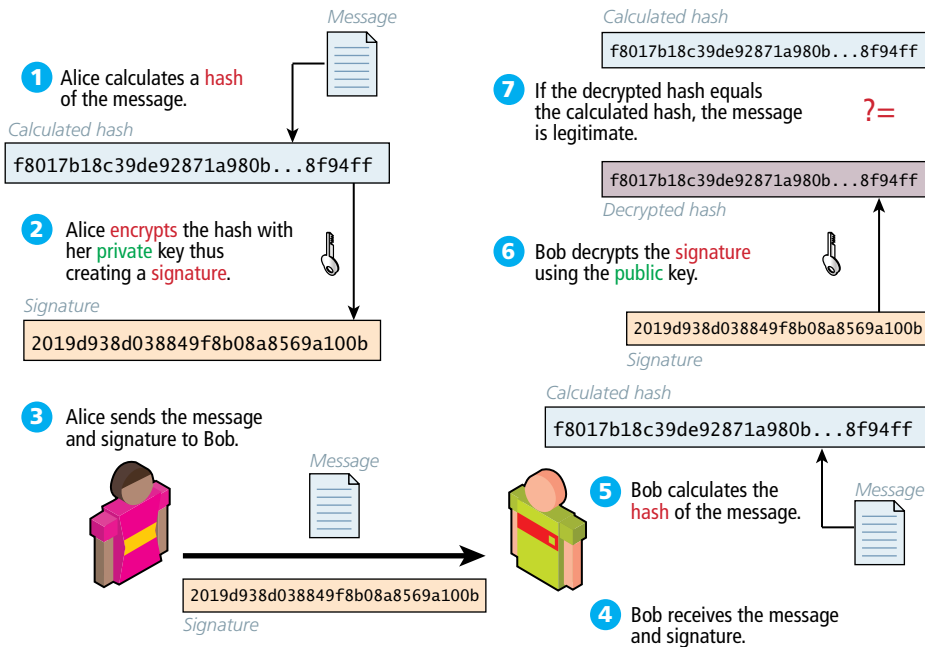 Message
1 Alice calculates a hash
of the message.
Calculated hash
f8017b18c39de92871a980b...8f94ff
2 Alice encrypts the hash with
her private key thus
creating a signature.
Signature
2019d938d038849f8b08a8569a100b
3 Alice sends the message
and signature to Bob.
Message
2019d938d038849f8b08a8569a100b
Signature
4 Bob receives the message
and signature.
5 Bob calculates the
hash of the message.
Message
Calculated hash
f8017b18c39de92871a980b...8f94ff
Signature
2019d938d038849f8b08a8569a100b
6 Bob decrypts the signature
using the public key.
Decrypted hash
f8017b18c39de92871a980b...8f94ff
7 If the decrypted hash equals
the calculated hash, the message
is legitimate.
?=
Calculated hash
f8017b18c39de92871a980b...8f94ff